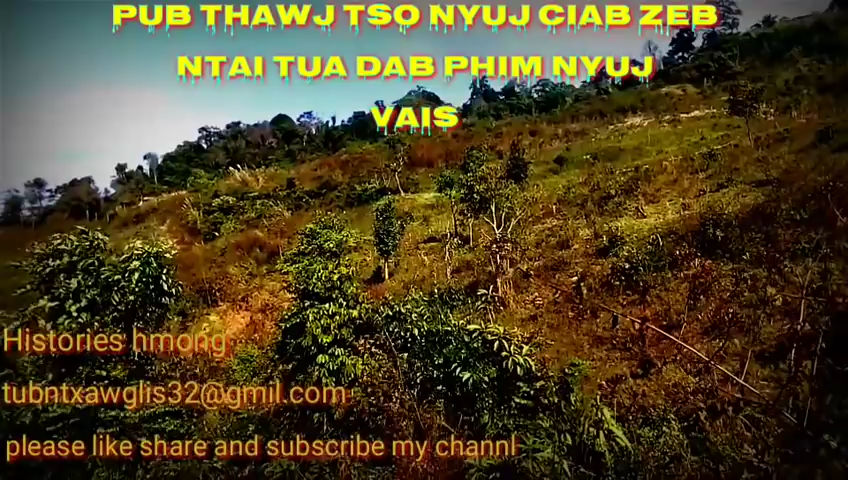 PUB THAWJ TSO NYUJ CIAB ZEB
NTAI TUA DAB PHIM NYUJ
VAIS
Histories hmong
tubntxawglis32@gmil.com
please like share and subscribe my channl